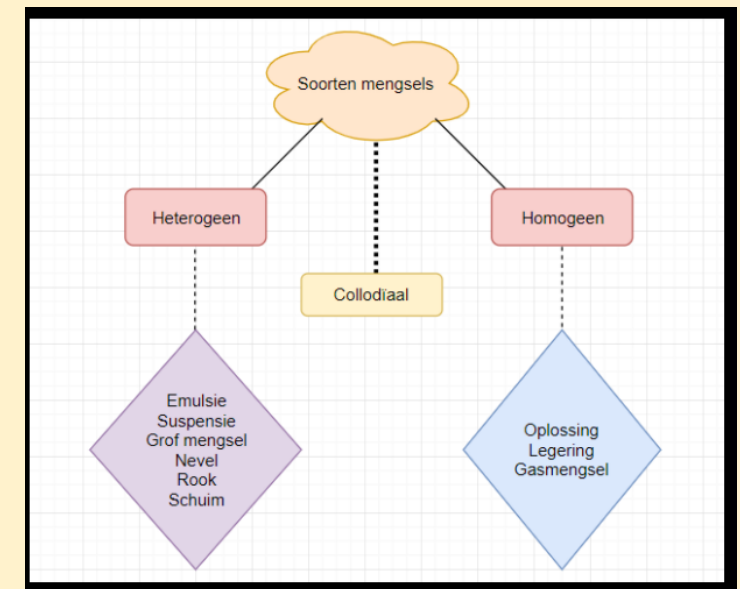 Soorten mengsels
Heterogeen
Homogeen
Collodïaal
Emulsie
Suspensie
Grof mengsel
Nevel
Rook
Schuim
Oplossing
Legering
Gasmengsel